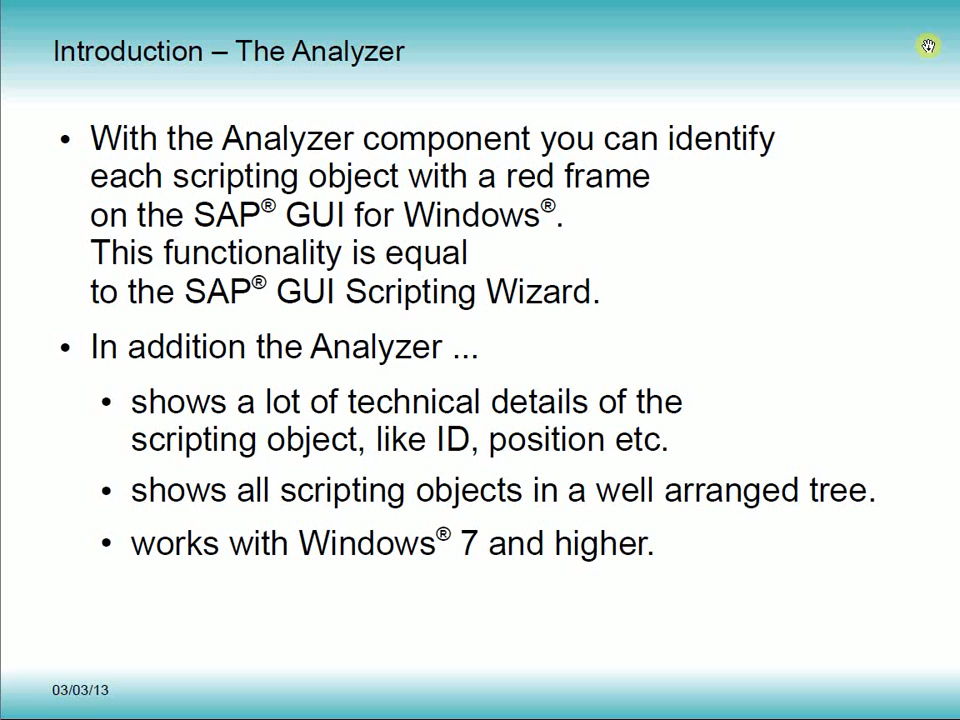 Introduction – The Analyzer
• With the Analyzer component you can identify
each scripting object with a red frame
on the SAP® GUI for Windows®.
This functionality is equal
to the SAP® GUI Scripting Wizard.
• In addition the Analyzer ...
• shows a lot of technical details of the
scripting object, like ID, position etc.
• shows all scripting objects in a well arranged tree.
• works with Windows® 7 and higher.
03/03/13